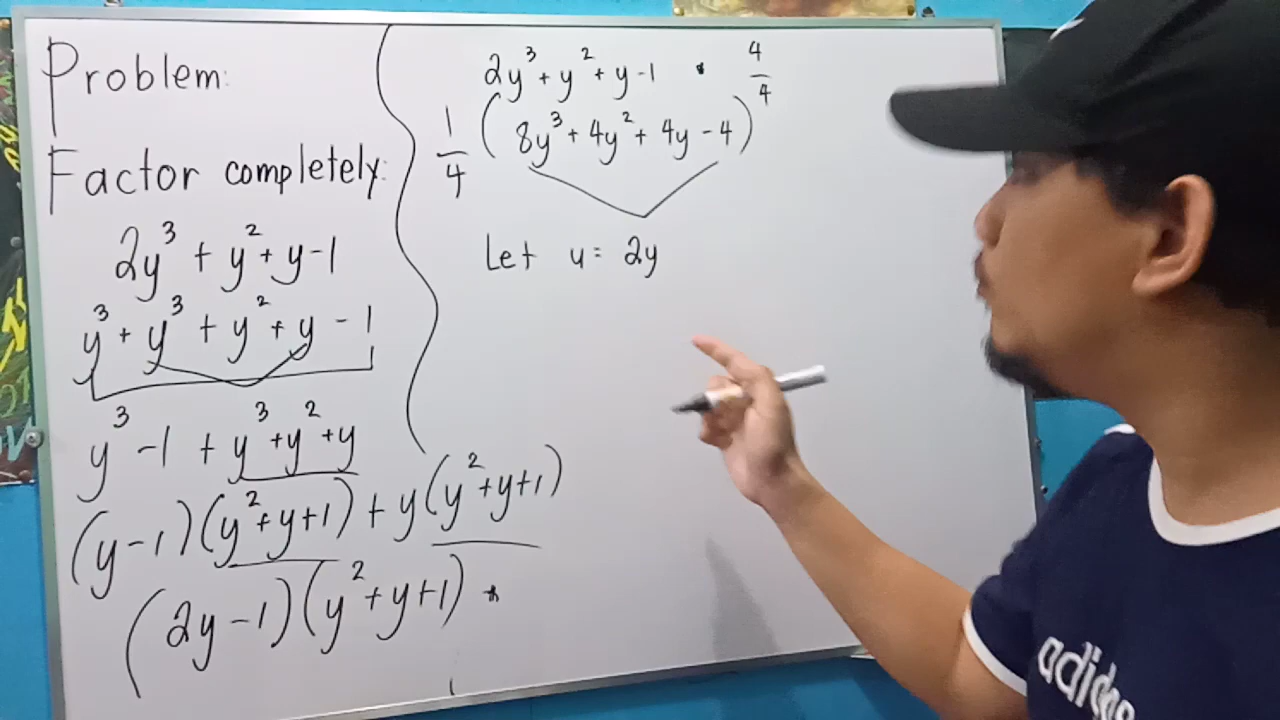 Problem:
Factor completely:
2y³ + y² + y - 1
y³ + y³ + y² + y - 1
y³ - 1 + y³ + y² + y
(y - 1)(y² + y + 1) + y(y² + y + 1)
(2y - 1)(y² + y + 1) *
2y³ + y² + y - 1 · 4/4
1/4 (8y³ + 4y² + 4y - 4)
Let u = 2y
adidas